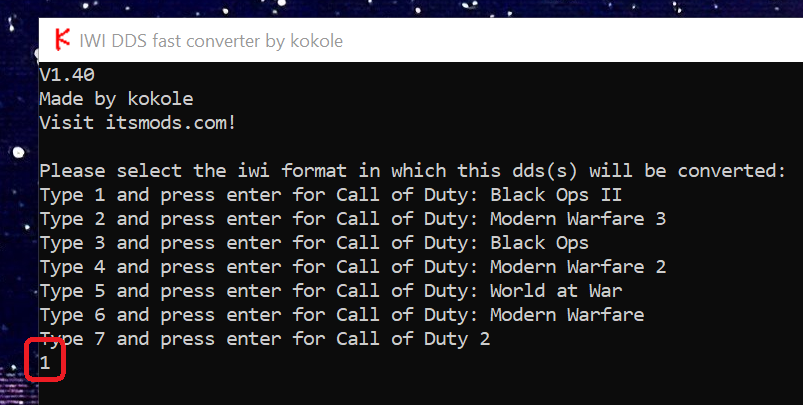 IWI DDS fast converter by kokole
V1.40
Made by kokole
Visit itsmods.com!
Please select the iwi format in which this dds(s) will be converted:
Type 1 and press enter for Call of Duty: Black Ops II
Type 2 and press enter for Call of Duty: Modern Warfare 3
Type 3 and press enter for Call of Duty: Black Ops
Type 4 and press enter for Call of Duty: Modern Warfare 2
Type 5 and press enter for Call of Duty: World at War
Type 6 and press enter for Call of Duty: Modern Warfare
Type 7 and press enter for Call of Duty 2
1